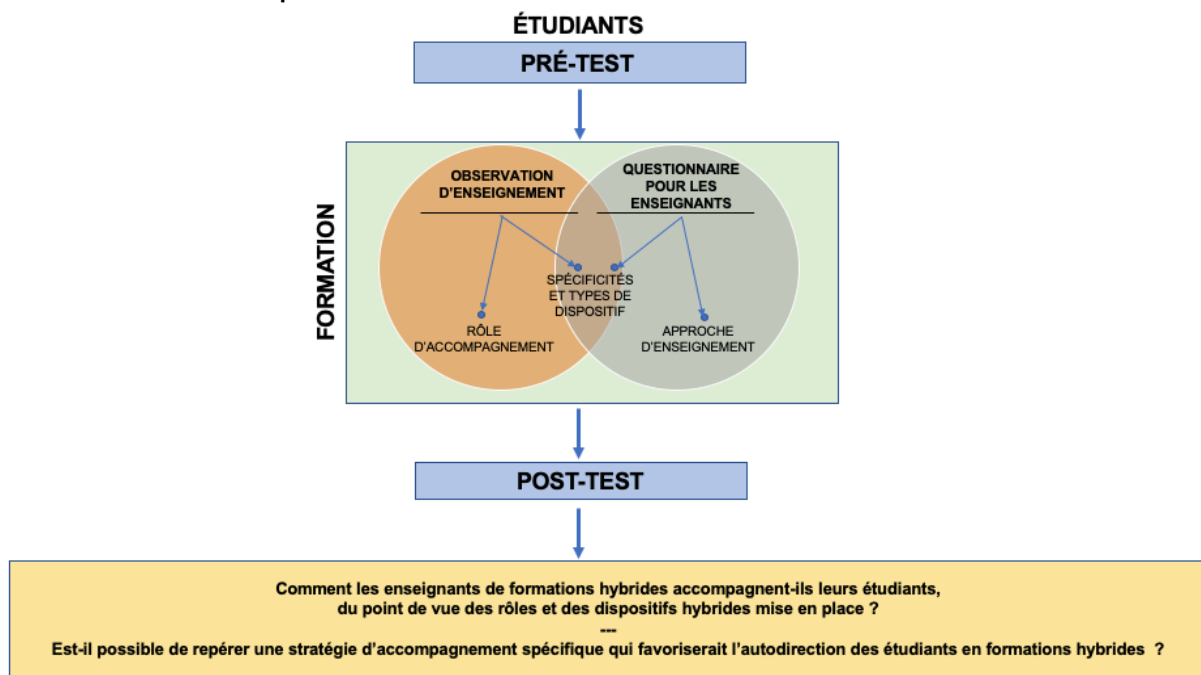 ÉTUDIANTS
PRÉ-TEST
FORMATION
OBSERVATION
D'ENSEIGNEMENT
QUESTIONNAIRE
POUR LES
ENSEIGNANTS
SPÉCIFICITÉS
ET TYPES DE
DISPOSITIF
RÔLE
D'ACCOMPAGNEMENT
APPROCHE
D'ENSEIGNEMENT
POST-TEST
Comment les enseignants de formations hybrides accompagnent-ils leurs étudiants,
du point de vue des rôles et des dispositifs hybrides mise en place ?
---
Est-il possible de repérer une stratégie d'accompagnement spécifique qui favoriserait l'autodirection des étudiants en formations hybrides ?